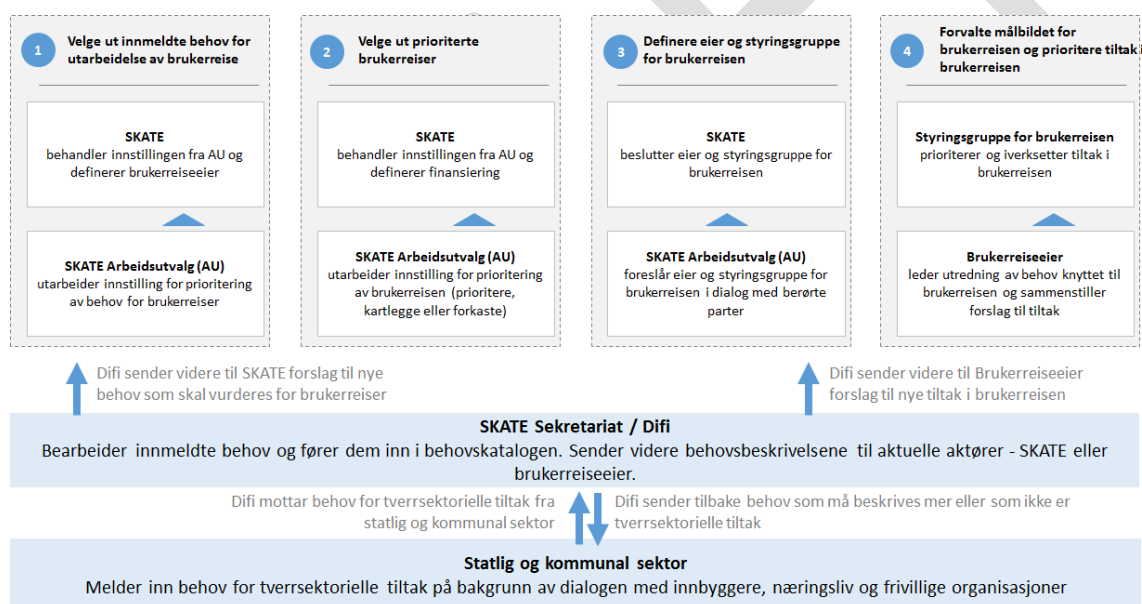 1
Velge ut innmeldte behov for
utarbeidelse av brukerreise
SKATE
behandler innstillingen fra AU og
definerer brukerreiseeier
SKATE Arbeidsutvalg (AU)
utarbeider innstilling for prioritering
av behov for brukerreiser
2
Velge ut prioriterte
brukerreiser
SKATE
behandler innstillingen fra AU og
definerer finansiering
SKATE Arbeidsutvalg (AU)
utarbeider innstilling for prioritering
av brukerreisen (prioritere,
kartlegge eller forkaste)
3
Definere eier og styringsgruppe
for brukerreisen
SKATE
beslutter eier og styringsgruppe for
brukerreisen
SKATE Arbeidsutvalg (AU)
foreslår eier og styringsgruppe for
brukerreisen i dialog med berørte
parter
4
Forvalte målbildet for
brukerreisen og prioritere tiltak i
brukerreisen
Styringsgruppe for brukerreisen
prioriterer og iverksetter tiltak i
brukerreisen
Brukerreiseeier
leder utredning av behov knyttet til
brukerreisen og sammenstiller
forslag til tiltak
Difi sender videre til SKATE forslag til nye
behov som skal vurderes for brukerreiser
Difi sender videre til Brukerreiseeier
forslag til nye tiltak i brukerreisen
SKATE Sekretariat / Difi
Bearbeider innmeldte behov og fører dem inn i behovskatalogen. Sender videre behovsbeskrivelsene til aktuelle aktører - SKATE eller
brukerreiseeier.
Difi mottar behov for tverrsektorielle tiltak fra
statlig og kommunal sektor
Difi sender tilbake behov som må beskrives mer eller som ikke er
tverrsektorielle tiltak
Statlig og kommunal sektor
Melder inn behov for tverrsektorielle tiltak på bakgrunn av dialogen med innbyggere, næringsliv og frivillige organisasjoner